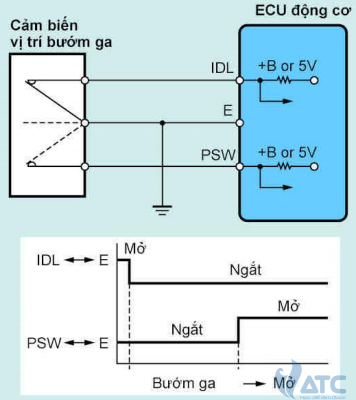 Cảm biến
vị trí bướm ga
ECU động cơ
IDL
+B or 5V
E
PSW
+B or 5V
Mở
IDL ↔ E
Ngắt
Mở
Ngắt
PSW ↔ E
Bướm ga → Mở
ATC